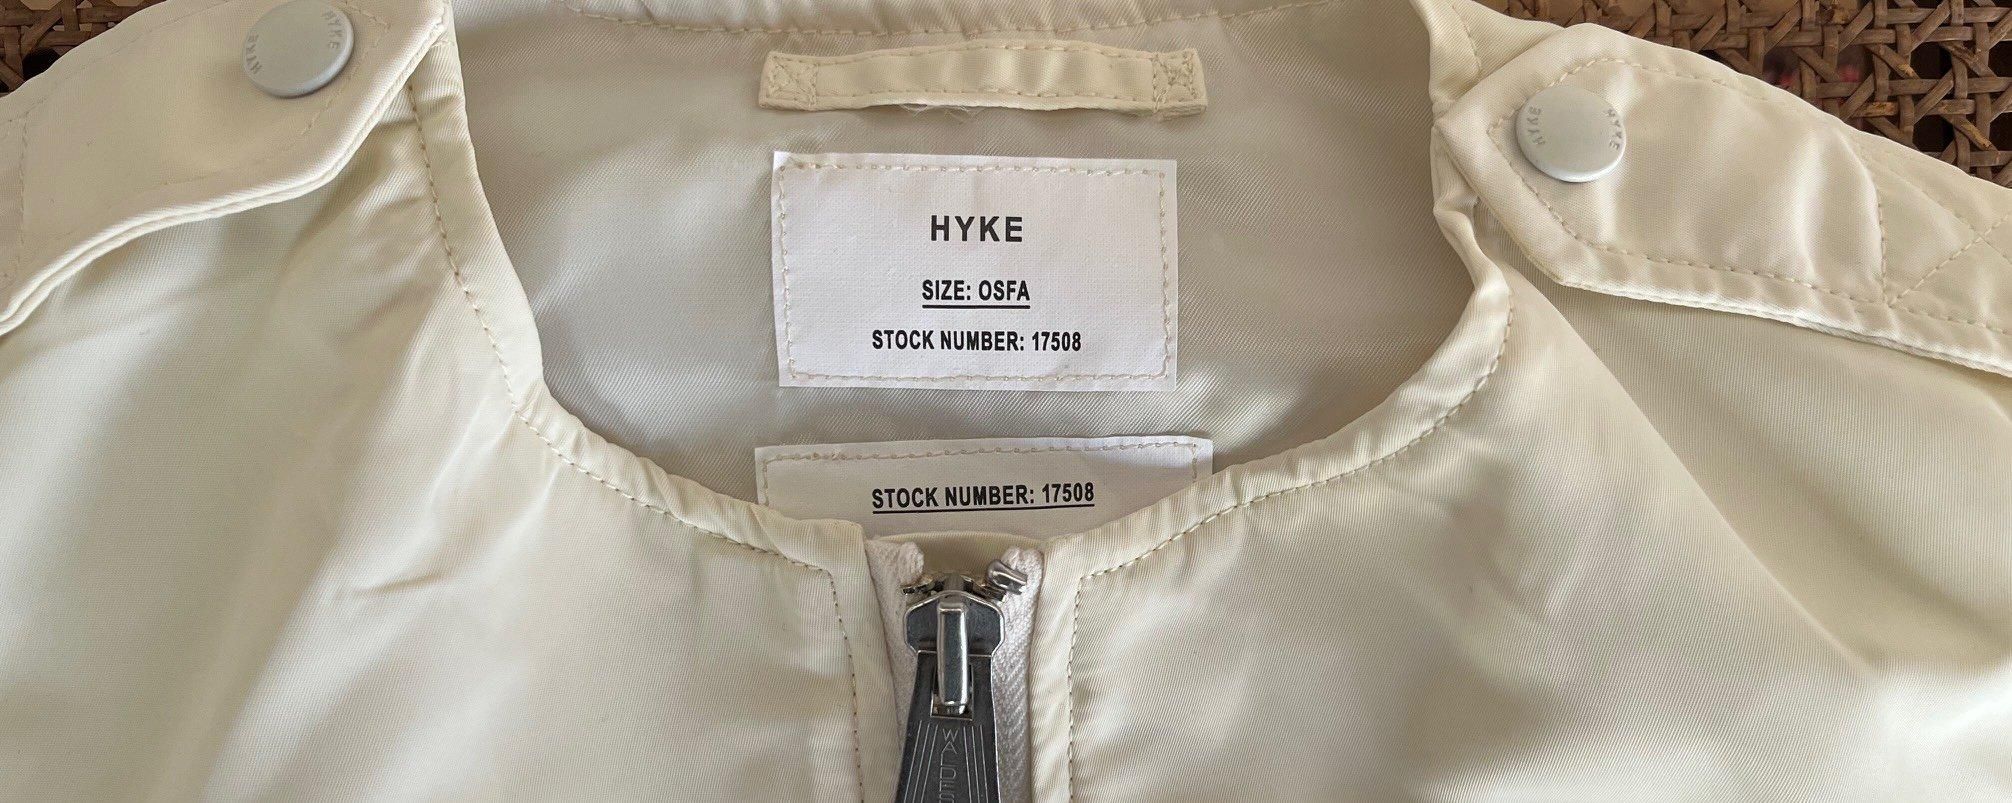 HYKE
HYKE
HYKE
HYKE
HYKE
SIZE: OSFA
STOCK NUMBER: 17508
STOCK NUMBER: 17508
WALDES